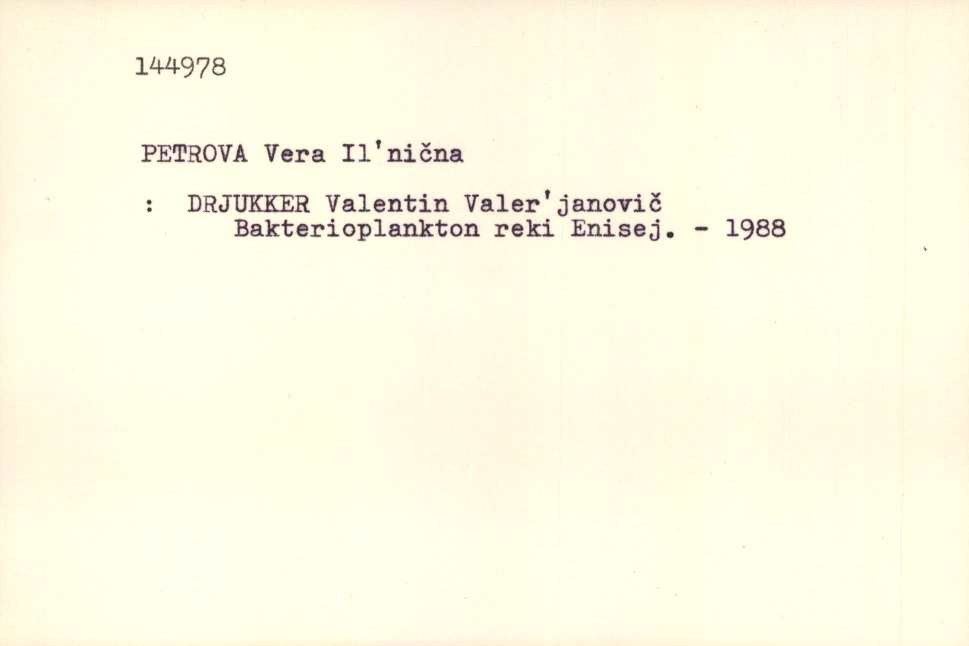 144978
PETROVA Vera Il'nična
: DRJUKKER Valentin Valer'janovič
Bakterioplankton reki Enisej. - 1988